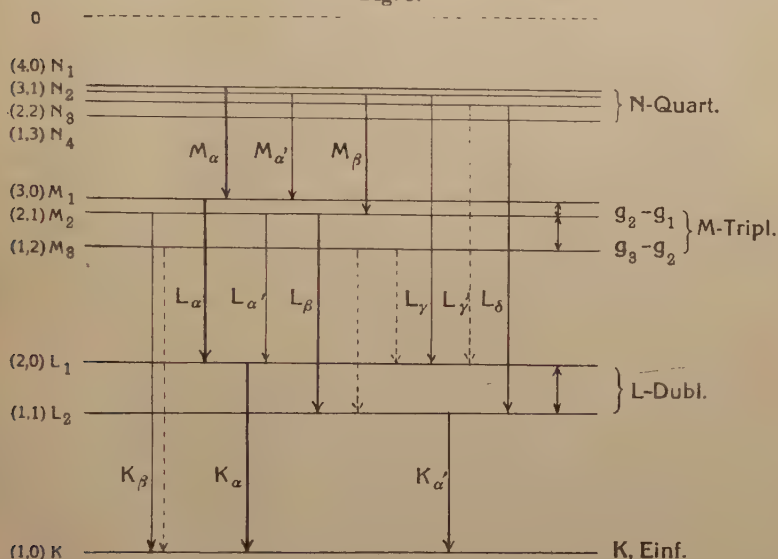 0
(4.0) N₁
(3,1) N₂
(2,2) N₃
(1,3) N₄
N-Quart.
Mα Mα' Mβ
(3,0) M₁
(2,1) M₂
(1,2) M₃
g₂-g₁
g₃-g₂
M-Tripl.
Lα Lα' Lβ Lγ Lγ' Lδ
(2,0) L₁
(1,1) L₂
L-Dubl.
Kβ Kα Kα'
(1,0) K
K, Einf.